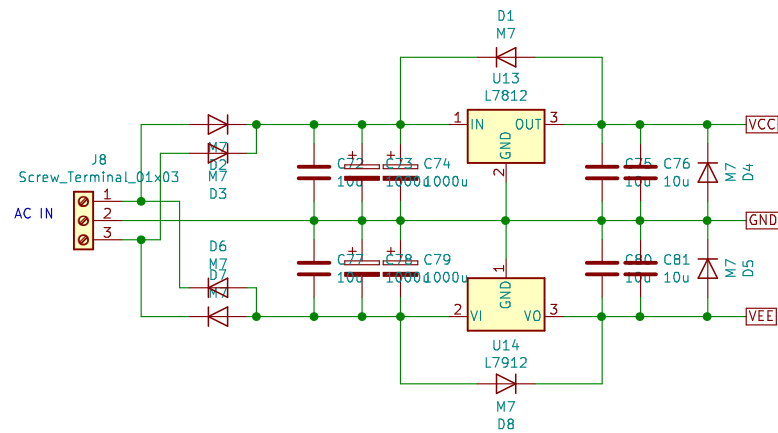 D1
M7
U13
L7812
1 IN OUT 3
GND
2
VCC
M7
D2
M7
D3
J8
Screw_Terminal_01x03
1
2
3
AC IN
C72
10u
C73
1000u
C74
1000u
C75
10u
C76
10u
M7
D4
GND
D6
M7
D7
M7
C77
10u
C78
1000u
C79
1000u
C80
10u
C81
10u
M7
D5
1
GND
2 VI VO 3
U14
L7912
VEE
M7
D8